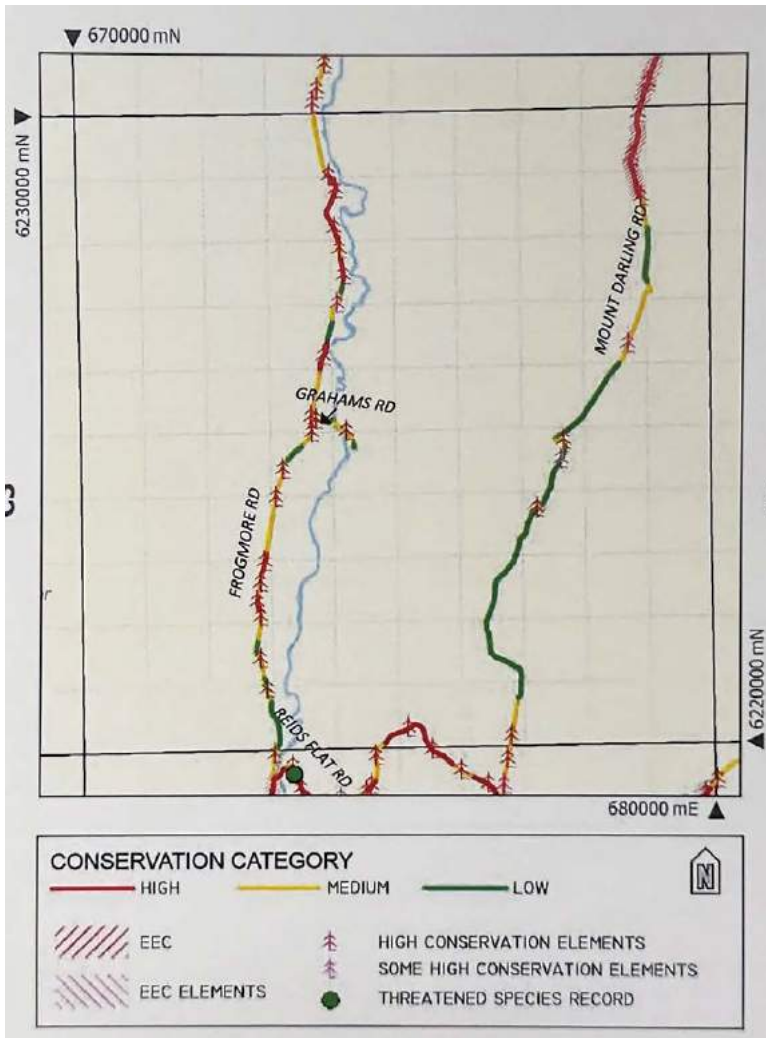 670000 mN
6230000 mN
MOUNT DARLING RD
GRAHAMS RD
FROGMORE RD
REIDS FLAT RD
6220000 mN
680000 mE
CONSERVATION CATEGORY
N
HIGH MEDIUM LOW
EEC
HIGH CONSERVATION ELEMENTS
SOME HIGH CONSERVATION ELEMENTS
EEC ELEMENTS
THREATENED SPECIES RECORD